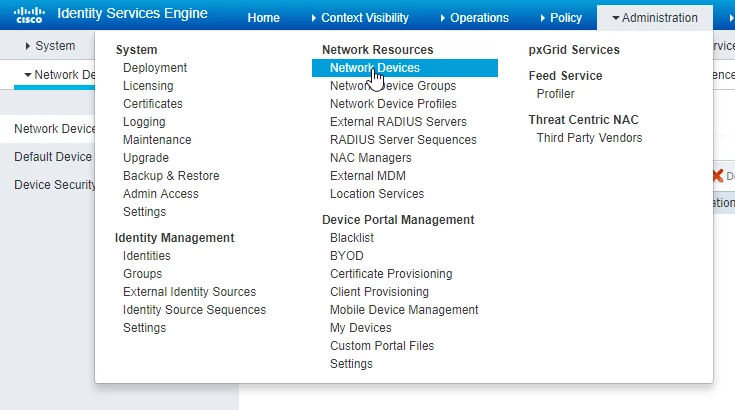 CISCO Identity Services Engine Home Context Visibility Operations Policy Administration
System
Network De
Network Device
Default Device
Device Security
System
Deployment
Licensing
Certificates
Logging
Maintenance
Upgrade
Backup & Restore
Admin Access
Settings
Identity Management
Identities
Groups
External Identity Sources
Identity Source Sequences
Settings
Network Resources
Network Devices
Network Device Groups
Network Device Profiles
External RADIUS Servers
RADIUS Server Sequences
NAC Managers
External MDM
Location Services
Device Portal Management
Blacklist
BYOD
Certificate Provisioning
Client Provisioning
Mobile Device Management
My Devices
Custom Portal Files
Settings
pxGrid Services
Feed Service
Profiler
Threat Centric NAC
Third Party Vendors
rvice
ence
ation